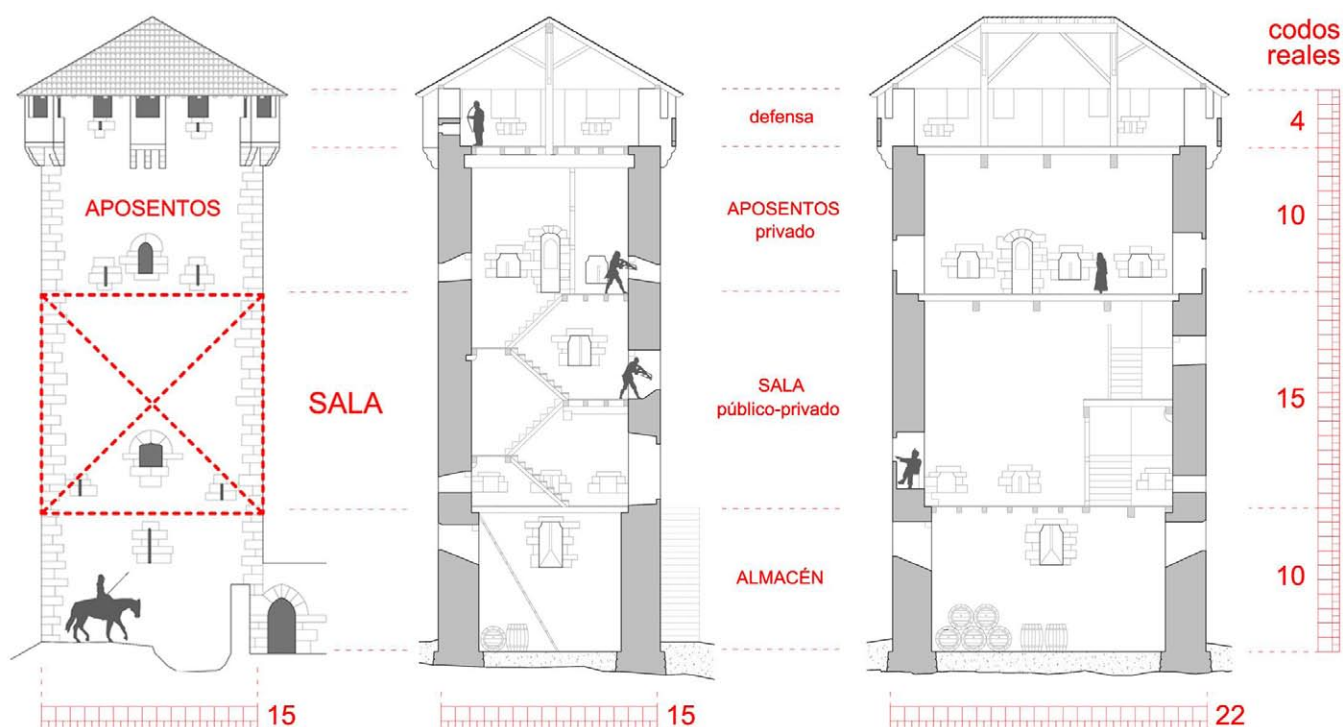 codos
reales
defensa
4
APOSENTOS
APOSENTOS
privado
10
SALA
SALA
público-privado
15
ALMACÉN
10
15
15
22